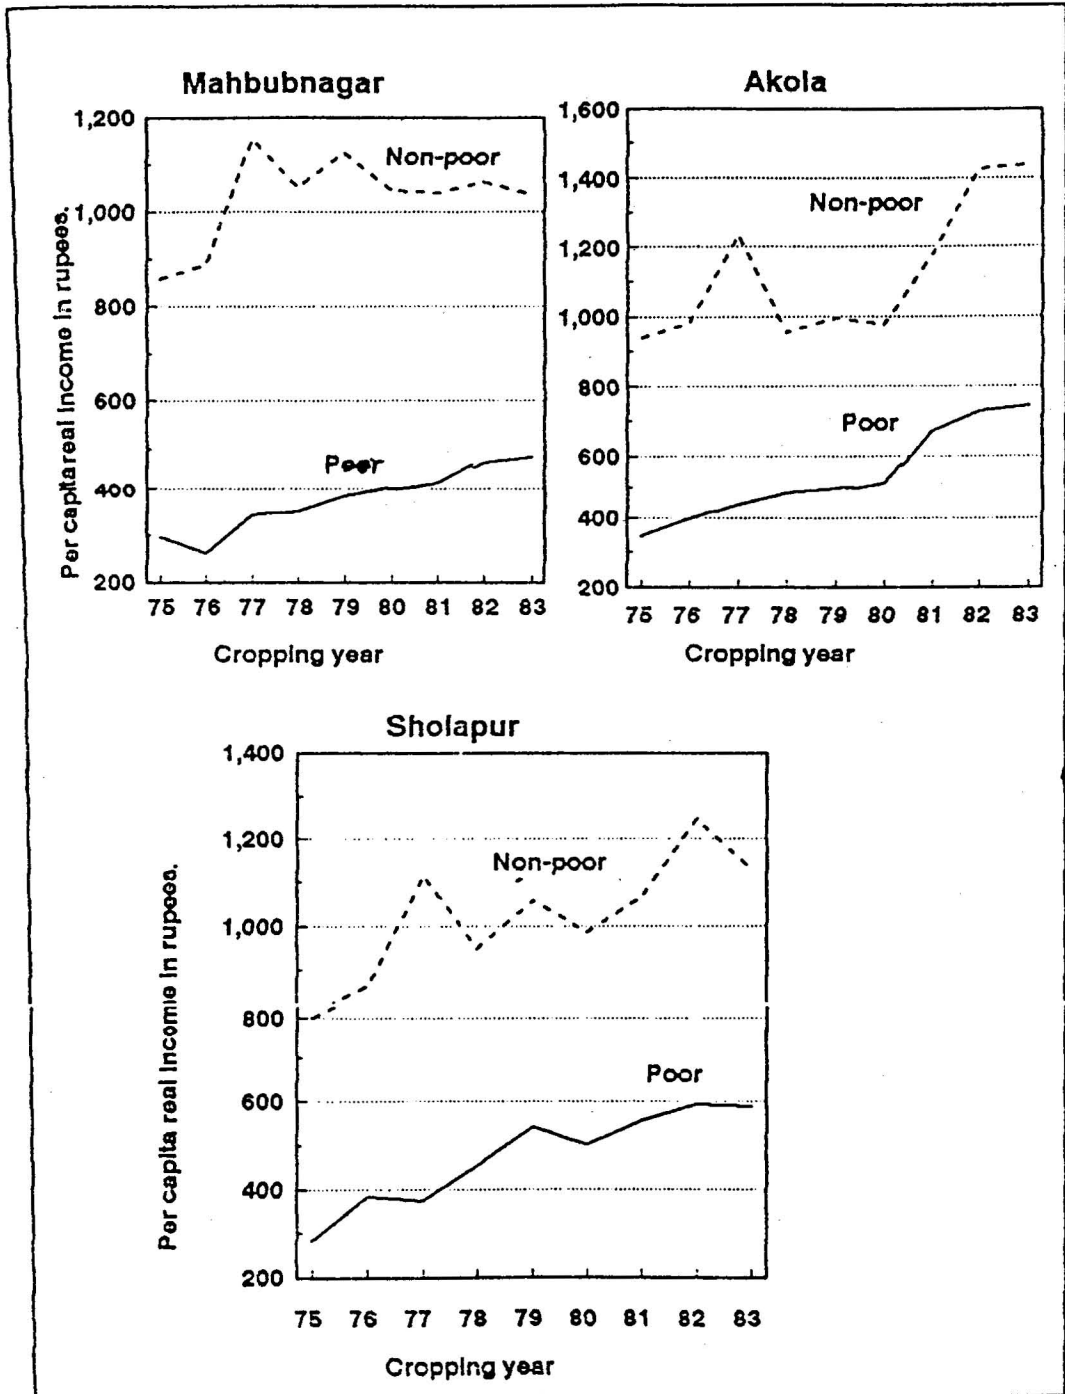 Mahbubnagar
1,200
1,000
800
600
400
200
Non-poor
Poor
75 76 77 78 79 80 81 82 83
Cropping year
Per capita real income in rupees.
Akola
1,600
1,400
1,200
1,000
800
600
400
200
Non-poor
Poor
75 76 77 78 79 80 81 82 83
Cropping year
Sholapur
1,400
1,200
1,000
800
600
400
200
Non-poor
Poor
75 76 77 78 79 80 81 82 83
Cropping year
Per capita real income in rupees.